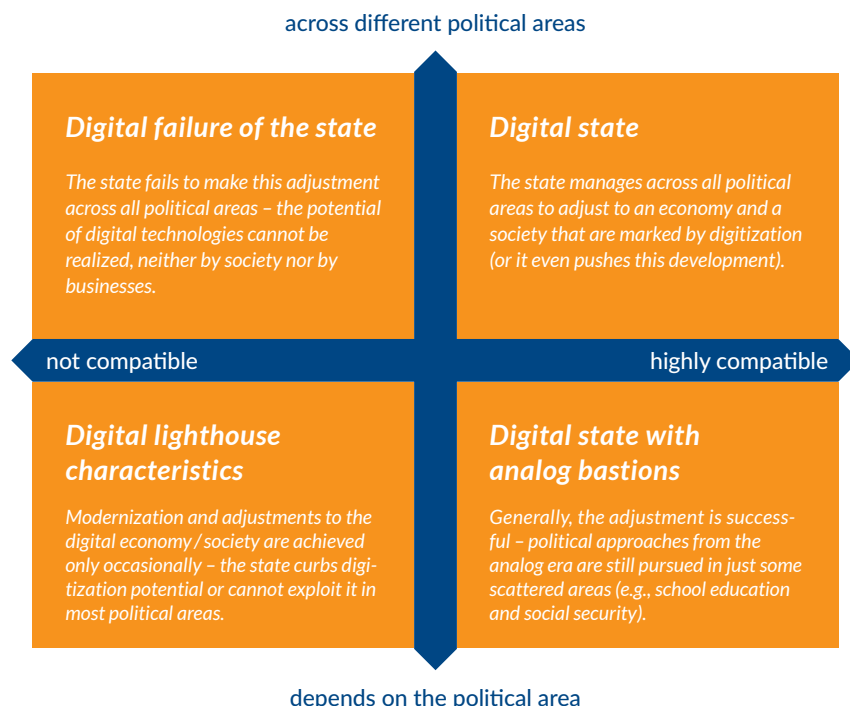 across different political areas
Digital failure of the state
The state fails to make this adjustment
across all political areas – the potential
of digital technologies cannot be
realized, neither by society nor by
businesses.
Digital state
The state manages across all political
areas to adjust to an economy and a
society that are marked by digitization
(or it even pushes this development).
not compatible
highly compatible
Digital lighthouse
characteristics
Modernization and adjustments to the
digital economy / society are achieved
only occasionally – the state curbs digi-
tization potential or cannot exploit it in
most political areas.
Digital state with
analog bastions
Generally, the adjustment is success-
ful – political approaches from the
analog era are still pursued in just some
scattered areas (e.g., school education
and social security).
depends on the political area